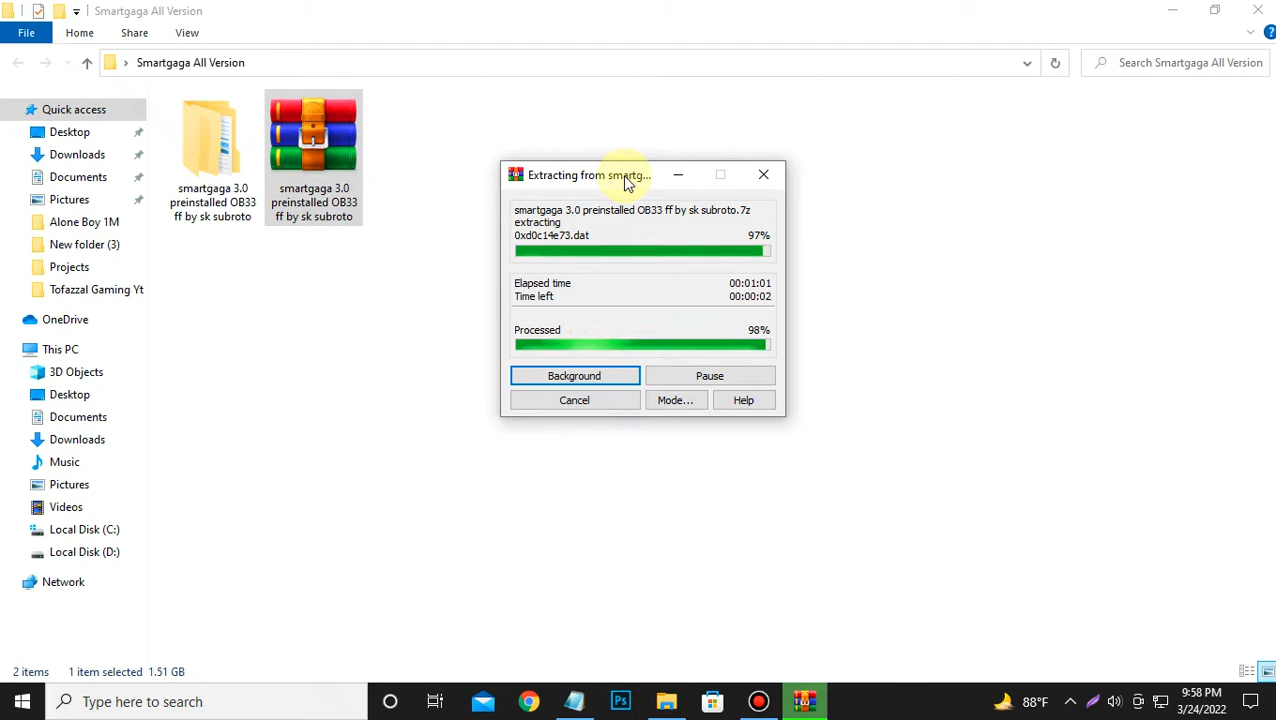 Smartgaga All Version
File
Home
Share
View
Smartgaga All Version
Search Smartgaga All Version
Quick access
Desktop
Downloads
Documents
Pictures
Alone Boy 1M
New folder (3)
Projects
Tofazzal Gaming Yt
OneDrive
This PC
3D Objects
Desktop
Documents
Downloads
Music
Pictures
Videos
Local Disk (C:)
Local Disk (D:)
Network
smartgaga 3.0
preinstalled OB33
ff by sk subroto
smartgaga 3.0
preinstalled OB33
ff by sk subroto
Extracting from smartg...
smartgaga 3.0 preinstalled OB33 ff by sk subroto.7z
extracting
0xd0c14e73.dat 97%
Elapsed time 00:01:01
Time left 00:00:02
Processed 98%
Background
Pause
Cancel
Mode...
Help
2 items
1 item selected 1.51 GB
Type here to search
Ps
88°F
9:58 PM
3/24/2022